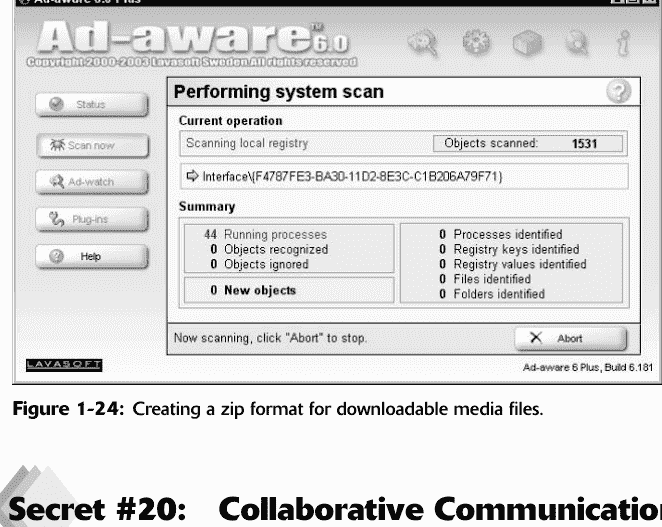 Ad-aware 6.0 Plus
Ad-aware 6.0
Copyright 2000-2003 Lavasoft Sweden. All rights reserved
Status
Scan now
Ad-watch
Plug-ins
Help
Performing system scan
Current operation
Scanning local registry
Objects scanned: 1531
Interface\{F4787FE3-BA30-11D2-8E3C-C1B206A79F71}
Summary
44 Running processes
0 Objects recognized
0 Objects ignored
0 New objects
0 Processes identified
0 Registry keys identified
0 Registry values identified
0 Files identified
0 Folders identified
Now scanning, click "Abort" to stop.
Abort
LAVASOFT
Ad-aware 6 Plus, Build 6.181
Figure 1-24: Creating a zip format for downloadable media files.
Secret #20: Collaborative Communicatio